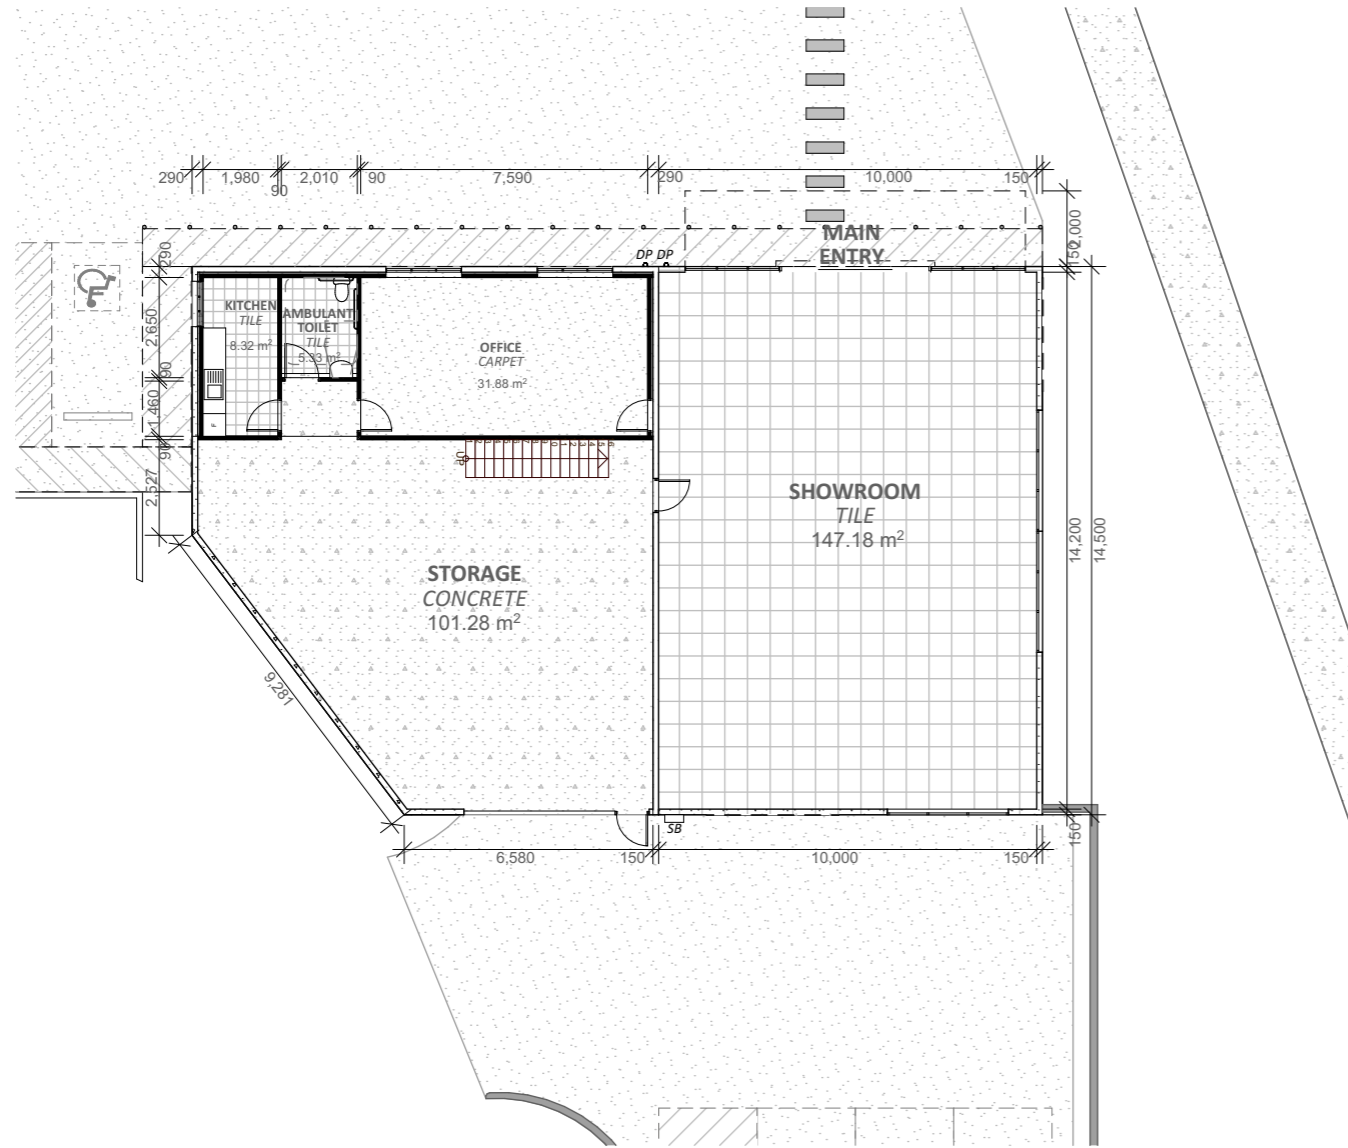 290
1,980
90
2,010
90
7,590
290
10,000
150
2,000
150
MAIN
ENTRY
DP DP
290
KITCHEN
TILE
8.32 m²
AMBULANT
TOILET
TILE
5.33 m²
OFFICE
CARPET
31.88 m²
2,650
90
1,460
90
2,527
F
UP
SHOWROOM
TILE
147.18 m²
14,200
14,500
STORAGE
CONCRETE
101.28 m²
9,281
SB
6,580
150
10,000
150
150